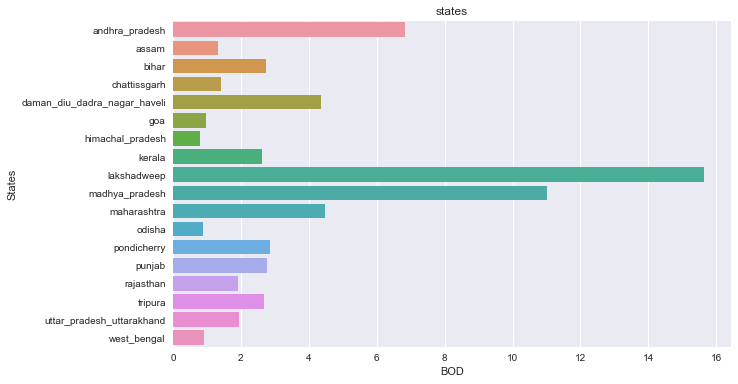 states
States
andhra_pradesh
assam
bihar
chattissgarh
daman_diu_dadra_nagar_haveli
goa
himachal_pradesh
kerala
lakshadweep
madhya_pradesh
maharashtra
odisha
pondicherry
punjab
rajasthan
tripura
uttar_pradesh_uttarakhand
west_bengal
0 2 4 6 8 10 12 14 16
BOD